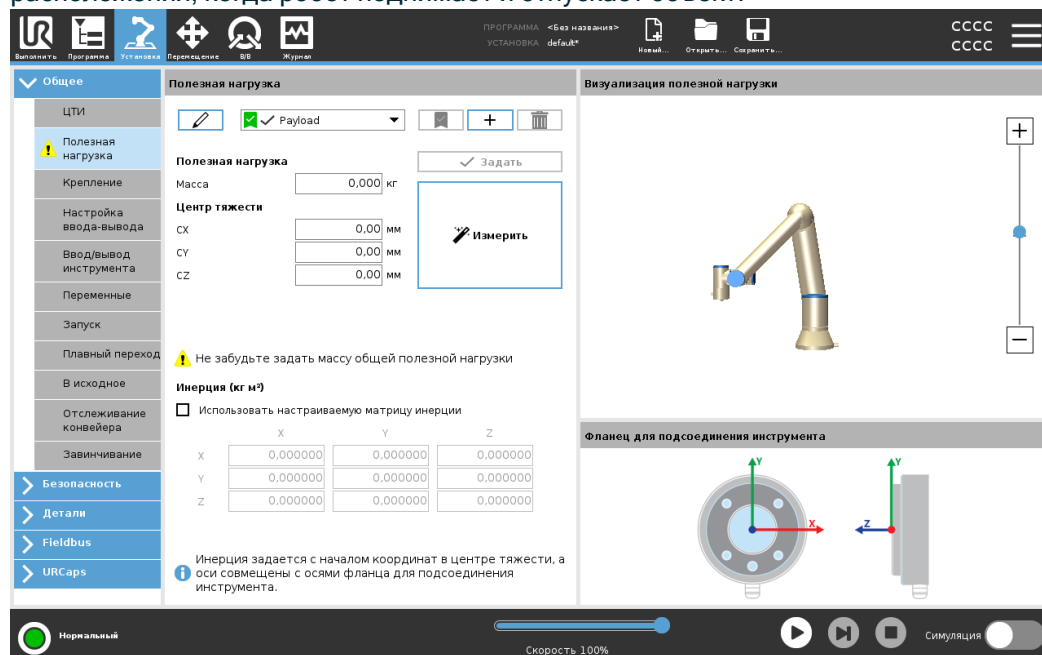 расположения, когда робот поднимает и отпускает объект.
ПРОГРАММА <Без названия>
УСТАНОВКА default*
Выполнить Программа Установка Перемещение В/В Журнал
Новый... Открыть... Сохранить...
CCCC
CCCC
Общее
ЦТИ
Полезная
нагрузка
Крепление
Настройка
ввода-вывода
Ввод/вывод
инструмента
Переменные
Запуск
Плавный переход
В исходное
Отслеживание
конвейера
Завинчивание
Безопасность
Детали
Fieldbus
URCaps
Полезная нагрузка
Payload
Полезная нагрузка
Задать
Масса 0,000 кг
Центр тяжести
CX 0,00 мм
CY 0,00 мм
CZ 0,00 мм
Измерить
Не забудьте задать массу общей полезной нагрузки
Инерция (кг м²)
Использовать настраиваемую матрицу инерции
X Y Z
X 0,000000 0,000000 0,000000
Y 0,000000 0,000000 0,000000
Z 0,000000 0,000000 0,000000
Инерция задается с началом координат в центре тяжести, а
оси совмещены с осями фланца для подсоединения
инструмента.
Визуализация полезной нагрузки
Фланец для подсоединения инструмента
Y Y
X Z
Нормальный
Скорость 100%
Симуляция